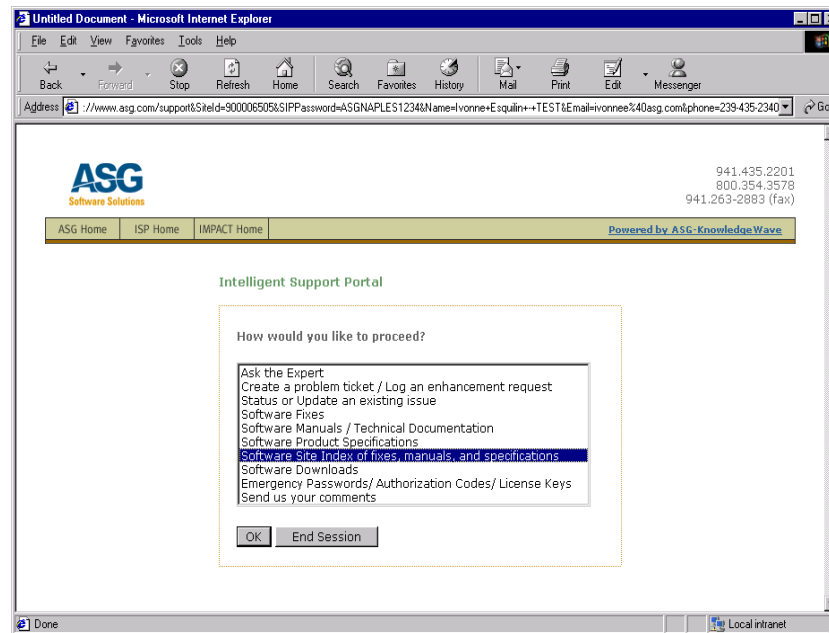 Untitled Document - Microsoft Internet Explorer
File Edit View Favorites Tools Help
Back Forward Stop Refresh Home Search Favorites History Mail Print Edit Messenger
Address ://www.asg.com/support&SiteId=900006505&SIPPassword=ASGNAPLES1234&Name=Ivonne+Esquilin+-+TEST&Email=ivonnee%40asg.com&phone=239-435-2340 Go
ASG
Software Solutions
941.435.2201
800.354.3578
941.263-2883 (fax)
ASG Home ISP Home IMPACT Home Powered by ASG-KnowledgeWave
Intelligent Support Portal
How would you like to proceed?
Ask the Expert
Create a problem ticket / Log an enhancement request
Status or Update an existing issue
Software Fixes
Software Manuals / Technical Documentation
Software Product Specifications
Software Site Index of fixes, manuals, and specifications
Software Downloads
Emergency Passwords/ Authorization Codes/ License Keys
Send us your comments
OK End Session
Done Local intranet